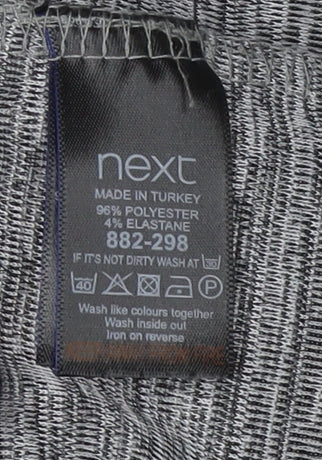 next
MADE IN TURKEY
96% POLYESTER
4% ELASTANE
882-298
IF IT'S NOT DIRTY WASH AT 30
40 P
Wash like colours together
Wash inside out
Iron on reverse